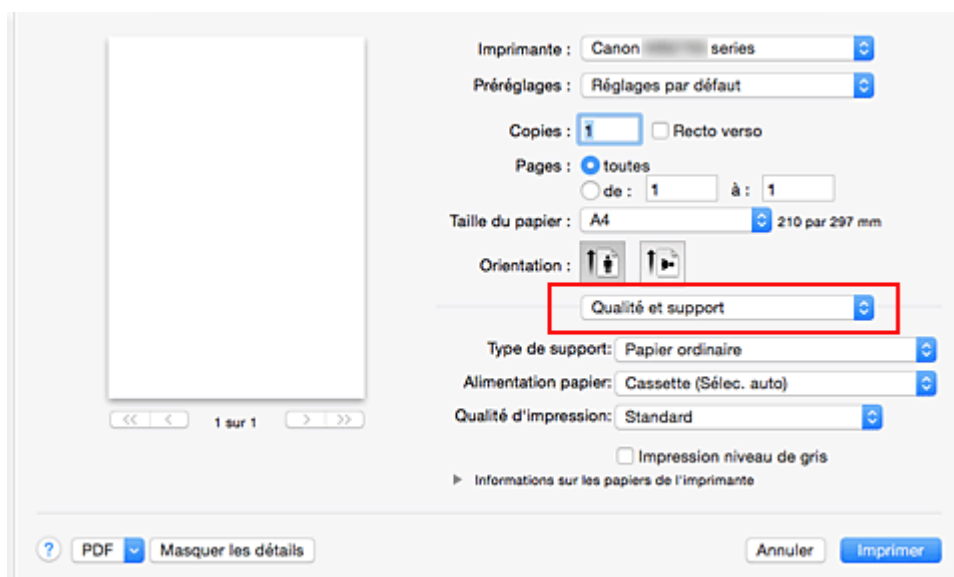 Imprimante : Canon series
Préréglages : Réglages par défaut
Copies : 1 Recto verso
Pages : toutes
de : 1 à : 1
Taille du papier : A4 210 par 297 mm
Orientation :
Qualité et support
Type de support: Papier ordinaire
Alimentation papier: Cassette (Sélec. auto)
Qualité d'impression: Standard
<< < 1 sur 1 > >>
Impression niveau de gris
Informations sur les papiers de l'imprimante
? PDF Masquer les détails Annuler Imprimer